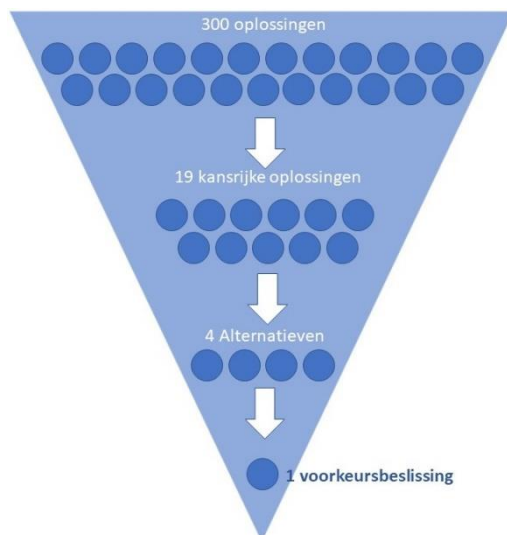 300 oplossingen
19 kansrijke oplossingen
4 Alternatieven
1 voorkeursbeslissing